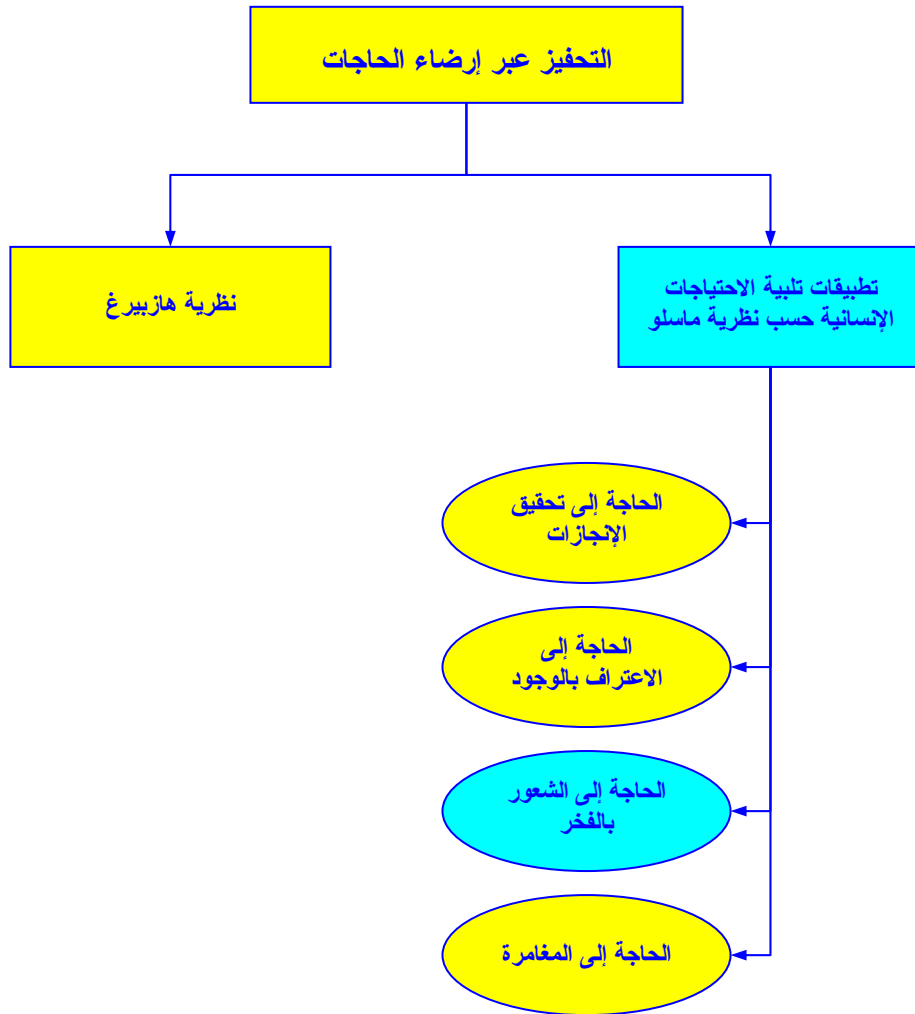 التحفيز عبر إرضاء الحاجات
تطبيقات تلبية الاحتياجات
الإنسانية حسب نظرية ماسلو
نظرية هازبيرغ
الحاجة إلى تحقيق
الإنجازات
الحاجة إلى
الاعتراف بالوجود
الحاجة إلى الشعور
بالفخر
الحاجة إلى المغامرة